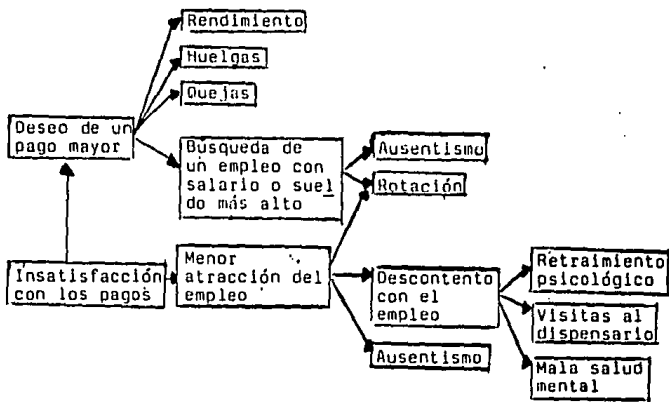 Rendimiento
Huelgas
Quejas
Deseo de un
pago mayor
Búsqueda de
un empleo con
salario o suel
do más alto
Ausentismo
Rotación
Insatisfacción
con los pagos
Menor
atracción del
empleo
Descontento
con el
empleo
Ausentismo
Retraimiento
psicológico
Visitas al
dispensario
Mala salud
mental